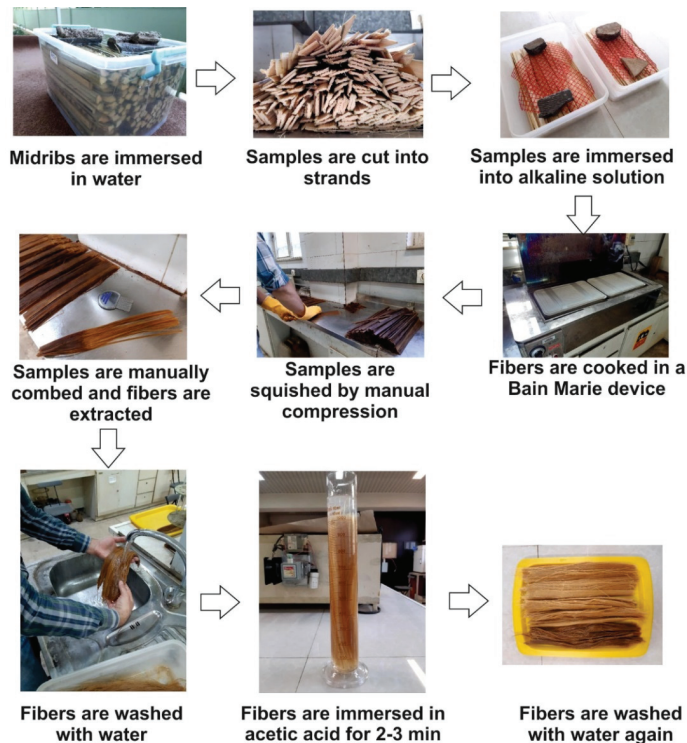 Midribs are immersed
in water
Samples are cut into
strands
Samples are immersed
into alkaline solution
Fibers are cooked in a
Bain Marie device
Samples are
squished by manual
compression
Samples are manually
combed and fibers are
extracted
Fibers are washed
with water
Fibers are immersed in
acetic acid for 2-3 min
Fibers are washed
with water again